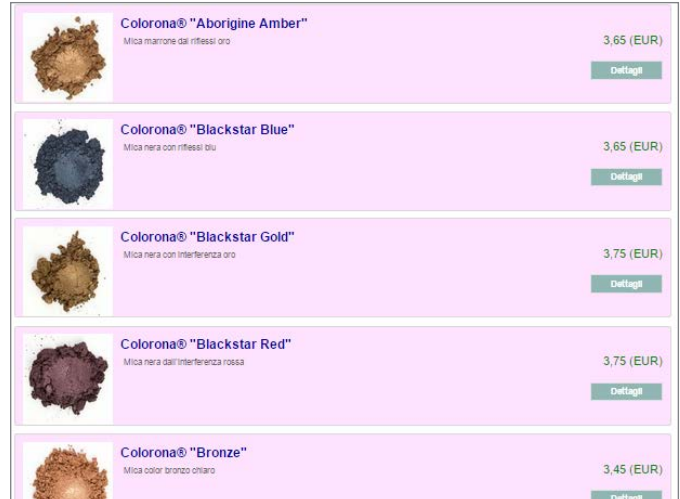 Colorona® "Aborigine Amber"
Mica marrone dai riflessi oro
3,65 (EUR)
Dettagli
Colorona® "Blackstar Blue"
Mica nera con riflessi blu
3,65 (EUR)
Dettagli
Colorona® "Blackstar Gold"
Mica nera con interferenza oro
3,75 (EUR)
Dettagli
Colorona® "Blackstar Red"
Mica nera dall'interferenza rossa
3,75 (EUR)
Dettagli
Colorona® "Bronze"
Mica color bronzo chiaro
3,45 (EUR)
Dettagli